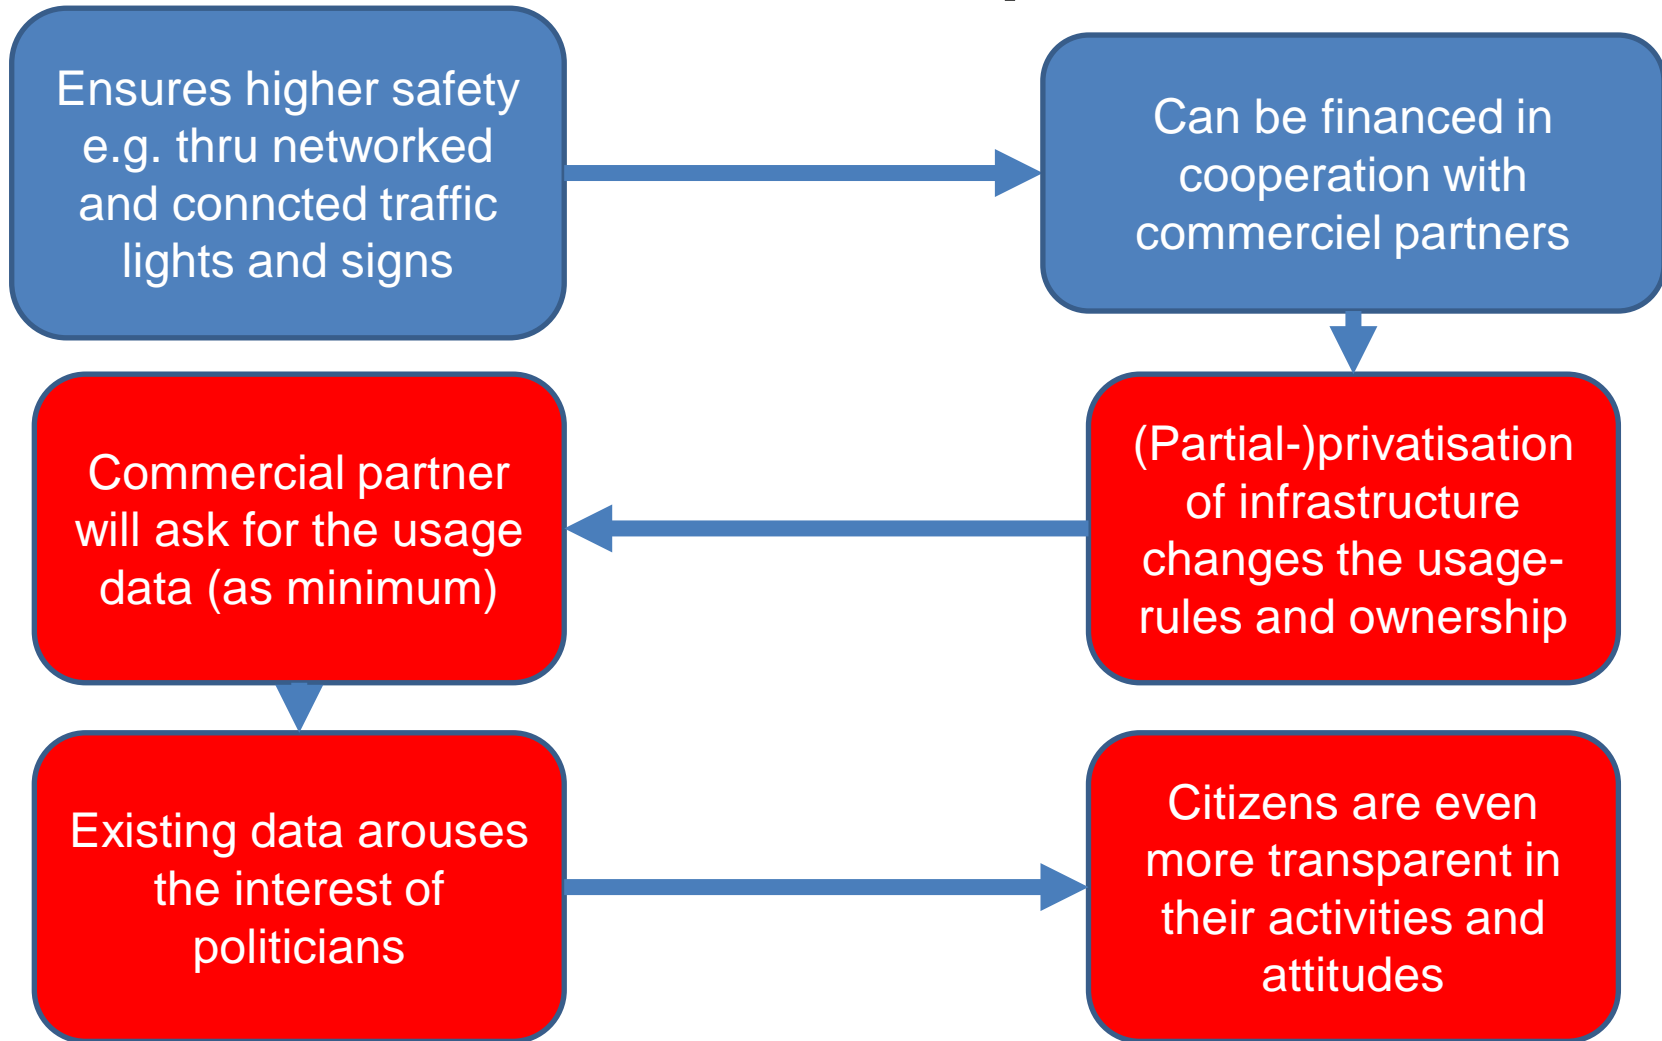 Ensures higher safety
e.g. thru networked
and conncted traffic
lights and signs
Can be financed in
cooperation with
commerciel partners
(Partial-)privatisation
of infrastructure
changes the usage-
rules and ownership
Commercial partner
will ask for the usage
data (as minimum)
Existing data arouses
the interest of
politicians
Citizens are even
more transparent in
their activities and
attitudes